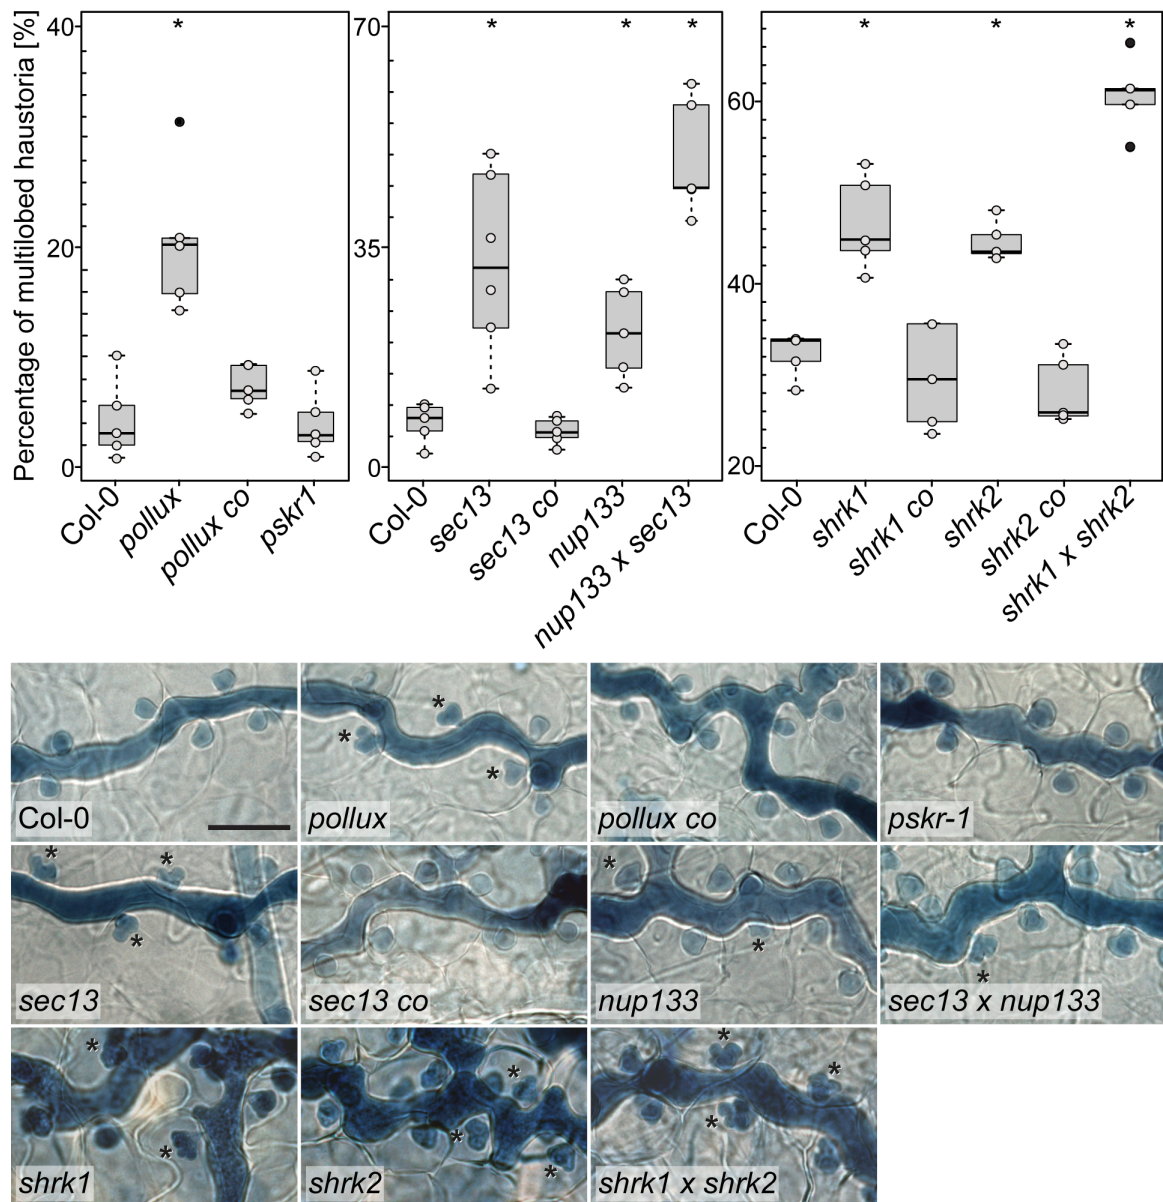 Percentage of multilobed haustoria [%]
40
20
0
*
Col-0
pollux
pollux co
pskr1
70
35
0
* * *
Col-0
sec13
sec13 co
nup133
nup133 x sec13
60
40
20
* * *
Col-0
shrk1
shrk1 co
shrk2
shrk2 co
shrk1 x shrk2
Col-0
* * *
pollux
pollux co
pskr-1
* * *
sec13
sec13 co
* *
nup133
*
sec13 x nup133
* *
shrk1
* * *
shrk2
* * *
shrk1 x shrk2